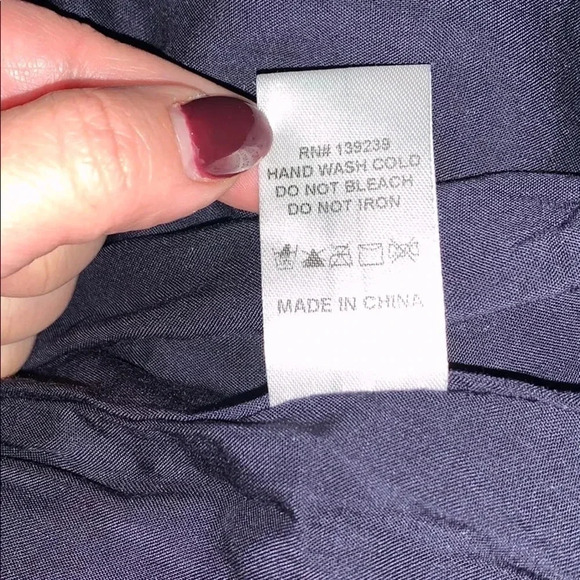 RN# 139239
HAND WASH COLD
DO NOT BLEACH
DO NOT IRON
MADE IN CHINA